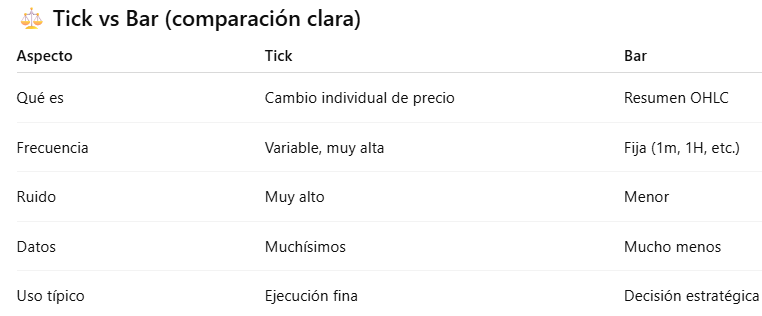 ⚖️ Tick vs Bar (comparación clara)
Aspecto Tick Bar
Qué es Cambio individual de precio Resumen OHLC
Frecuencia Variable, muy alta Fija (1m, 1H, etc.)
Ruido Muy alto Menor
Datos Muchísimos Mucho menos
Uso típico Ejecución fina Decisión estratégica